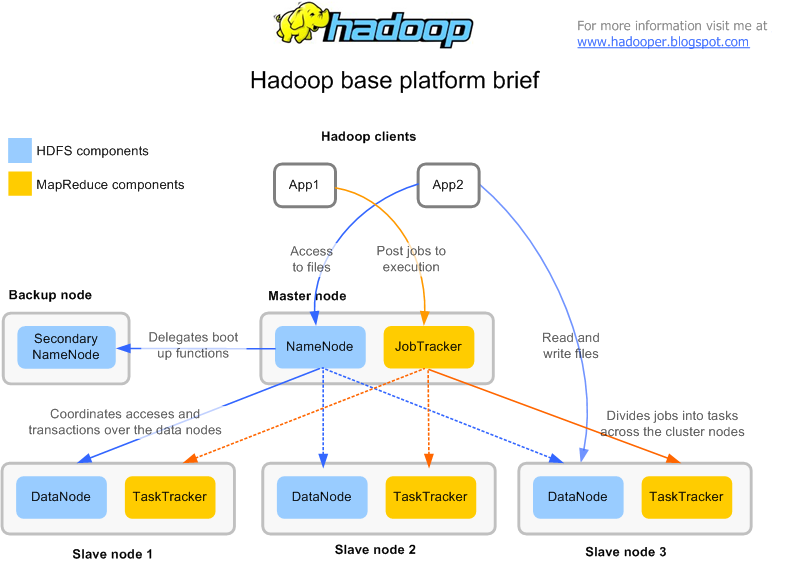 hadoop
For more information visit me at
www.hadooper.blogspot.com
Hadoop base platform brief
Hadoop clients
HDFS components
MapReduce components
App1
App2
Access
to files
Post jobs to
execution
Backup node
Master node
Secondary
NameNode
Delegates boot
up functions
NameNode
JobTracker
Read and
write files
Coordinates acceses and
transactions over the data nodes
Divides jobs into tasks
across the cluster nodes
DataNode
TaskTracker
DataNode
TaskTracker
DataNode
TaskTracker
Slave node 1
Slave node 2
Slave node 3